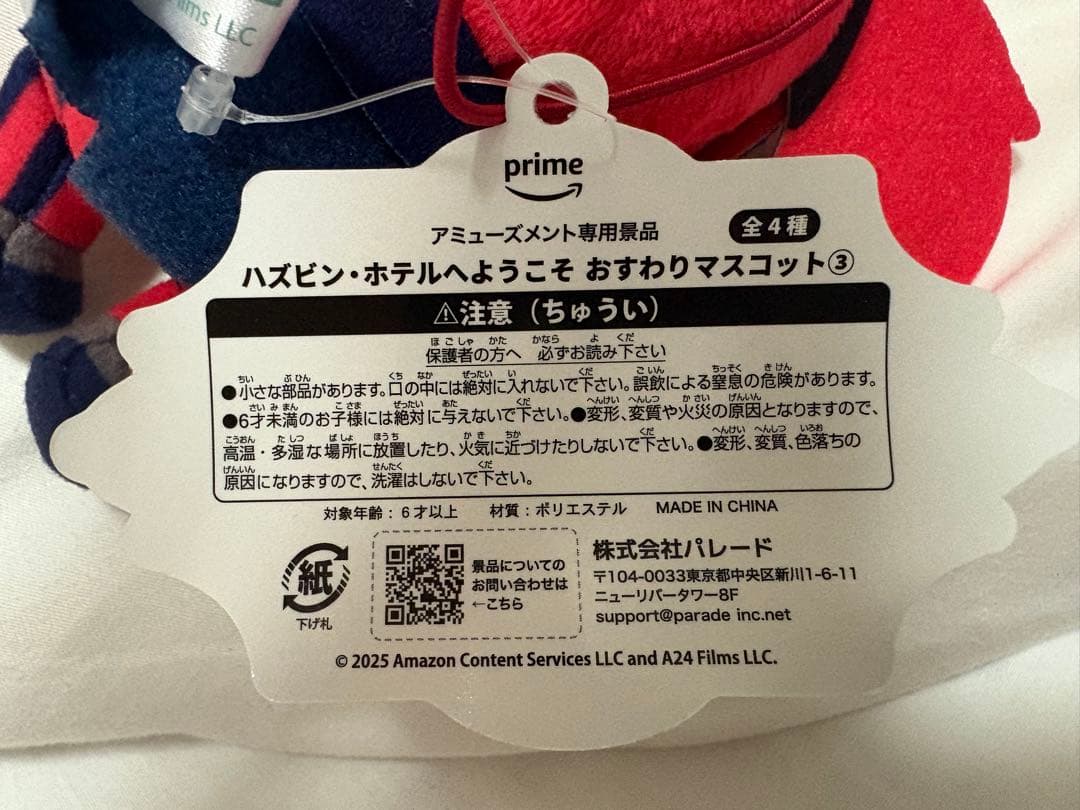 ilms LLC
prime
アミューズメント専用景品
全4種
ハズビン・ホテルへようこそ おすわりマスコット③
⚠注意（ちゅうい）
保護者の方へ 必ずお読み下さい
●小さな部品があります。口の中には絶対に入れないで下さい。誤飲による窒息の危険があります。
●6才未満のお子様には絶対に与えないで下さい。●変形、変質や火災の原因となりますので、
高温・多湿な場所に放置したり、火気に近づけたりしないで下さい。●変形、変質、色落ちの
原因になりますので、洗濯はしないで下さい。
対象年齢：6才以上 材質：ポリエステル MADE IN CHINA
紙
下げ札
景品についての
お問い合わせは
←こちら
株式会社パレード
〒104-0033東京都中央区新川1-6-11
ニューリバータワー8F
support@parade inc.net
© 2025 Amazon Content Services LLC and A24 Films LLC.